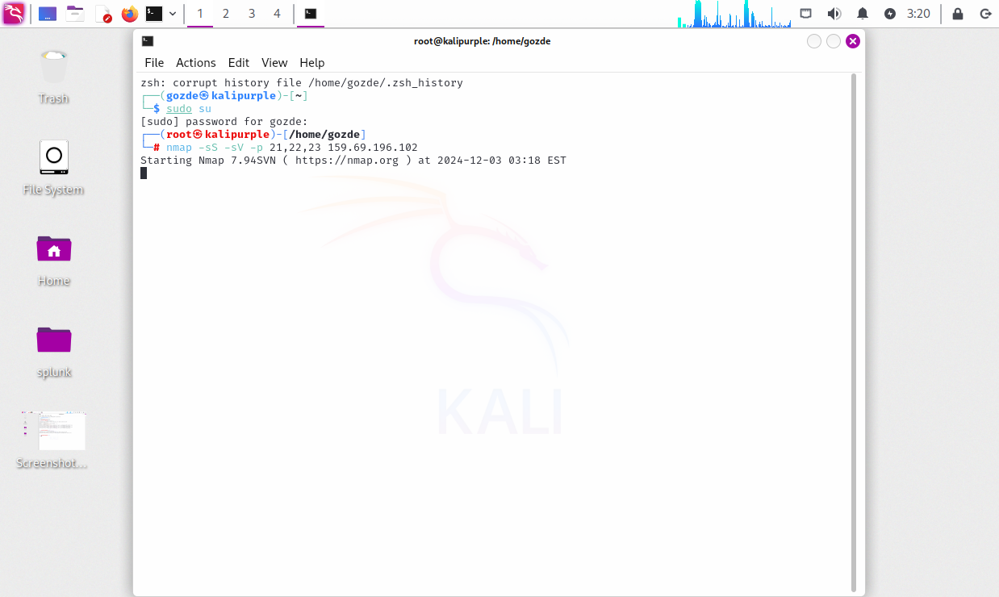 1 2 3 4
3:20
root@kalipurple: /home/gozde
File Actions Edit View Help
zsh: corrupt history file /home/gozde/.zsh_history
┌──(gozde㉿kalipurple)-[~]
└─$ sudo su
[sudo] password for gozde:
┌──(root㉿kalipurple)-[/home/gozde]
└─# nmap -sS -sV -p 21,22,23 159.69.196.102
Starting Nmap 7.94SVN ( https://nmap.org ) at 2024-12-03 03:18 EST
KALI
Trash
File System
Home
splunk
Screenshot...